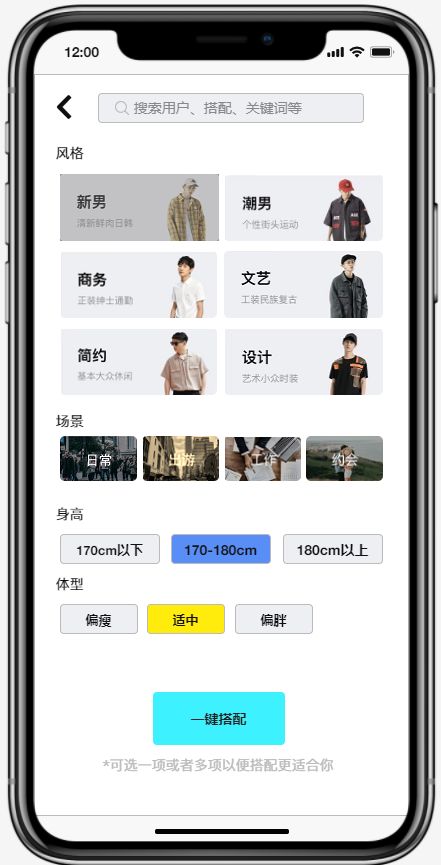 12:00
搜索用户、搭配、关键词等
风格
新男
清新鲜肉日韩
潮男
个性街头运动
商务
正装绅士通勤
文艺
工装民族复古
简约
基本大众休闲
设计
艺术小众时装
场景
日常
出游
工作
约会
身高
170cm以下
170-180cm
180cm以上
体型
偏瘦
适中
偏胖
一键搭配
*可选一项或者多项以便搭配更适合你